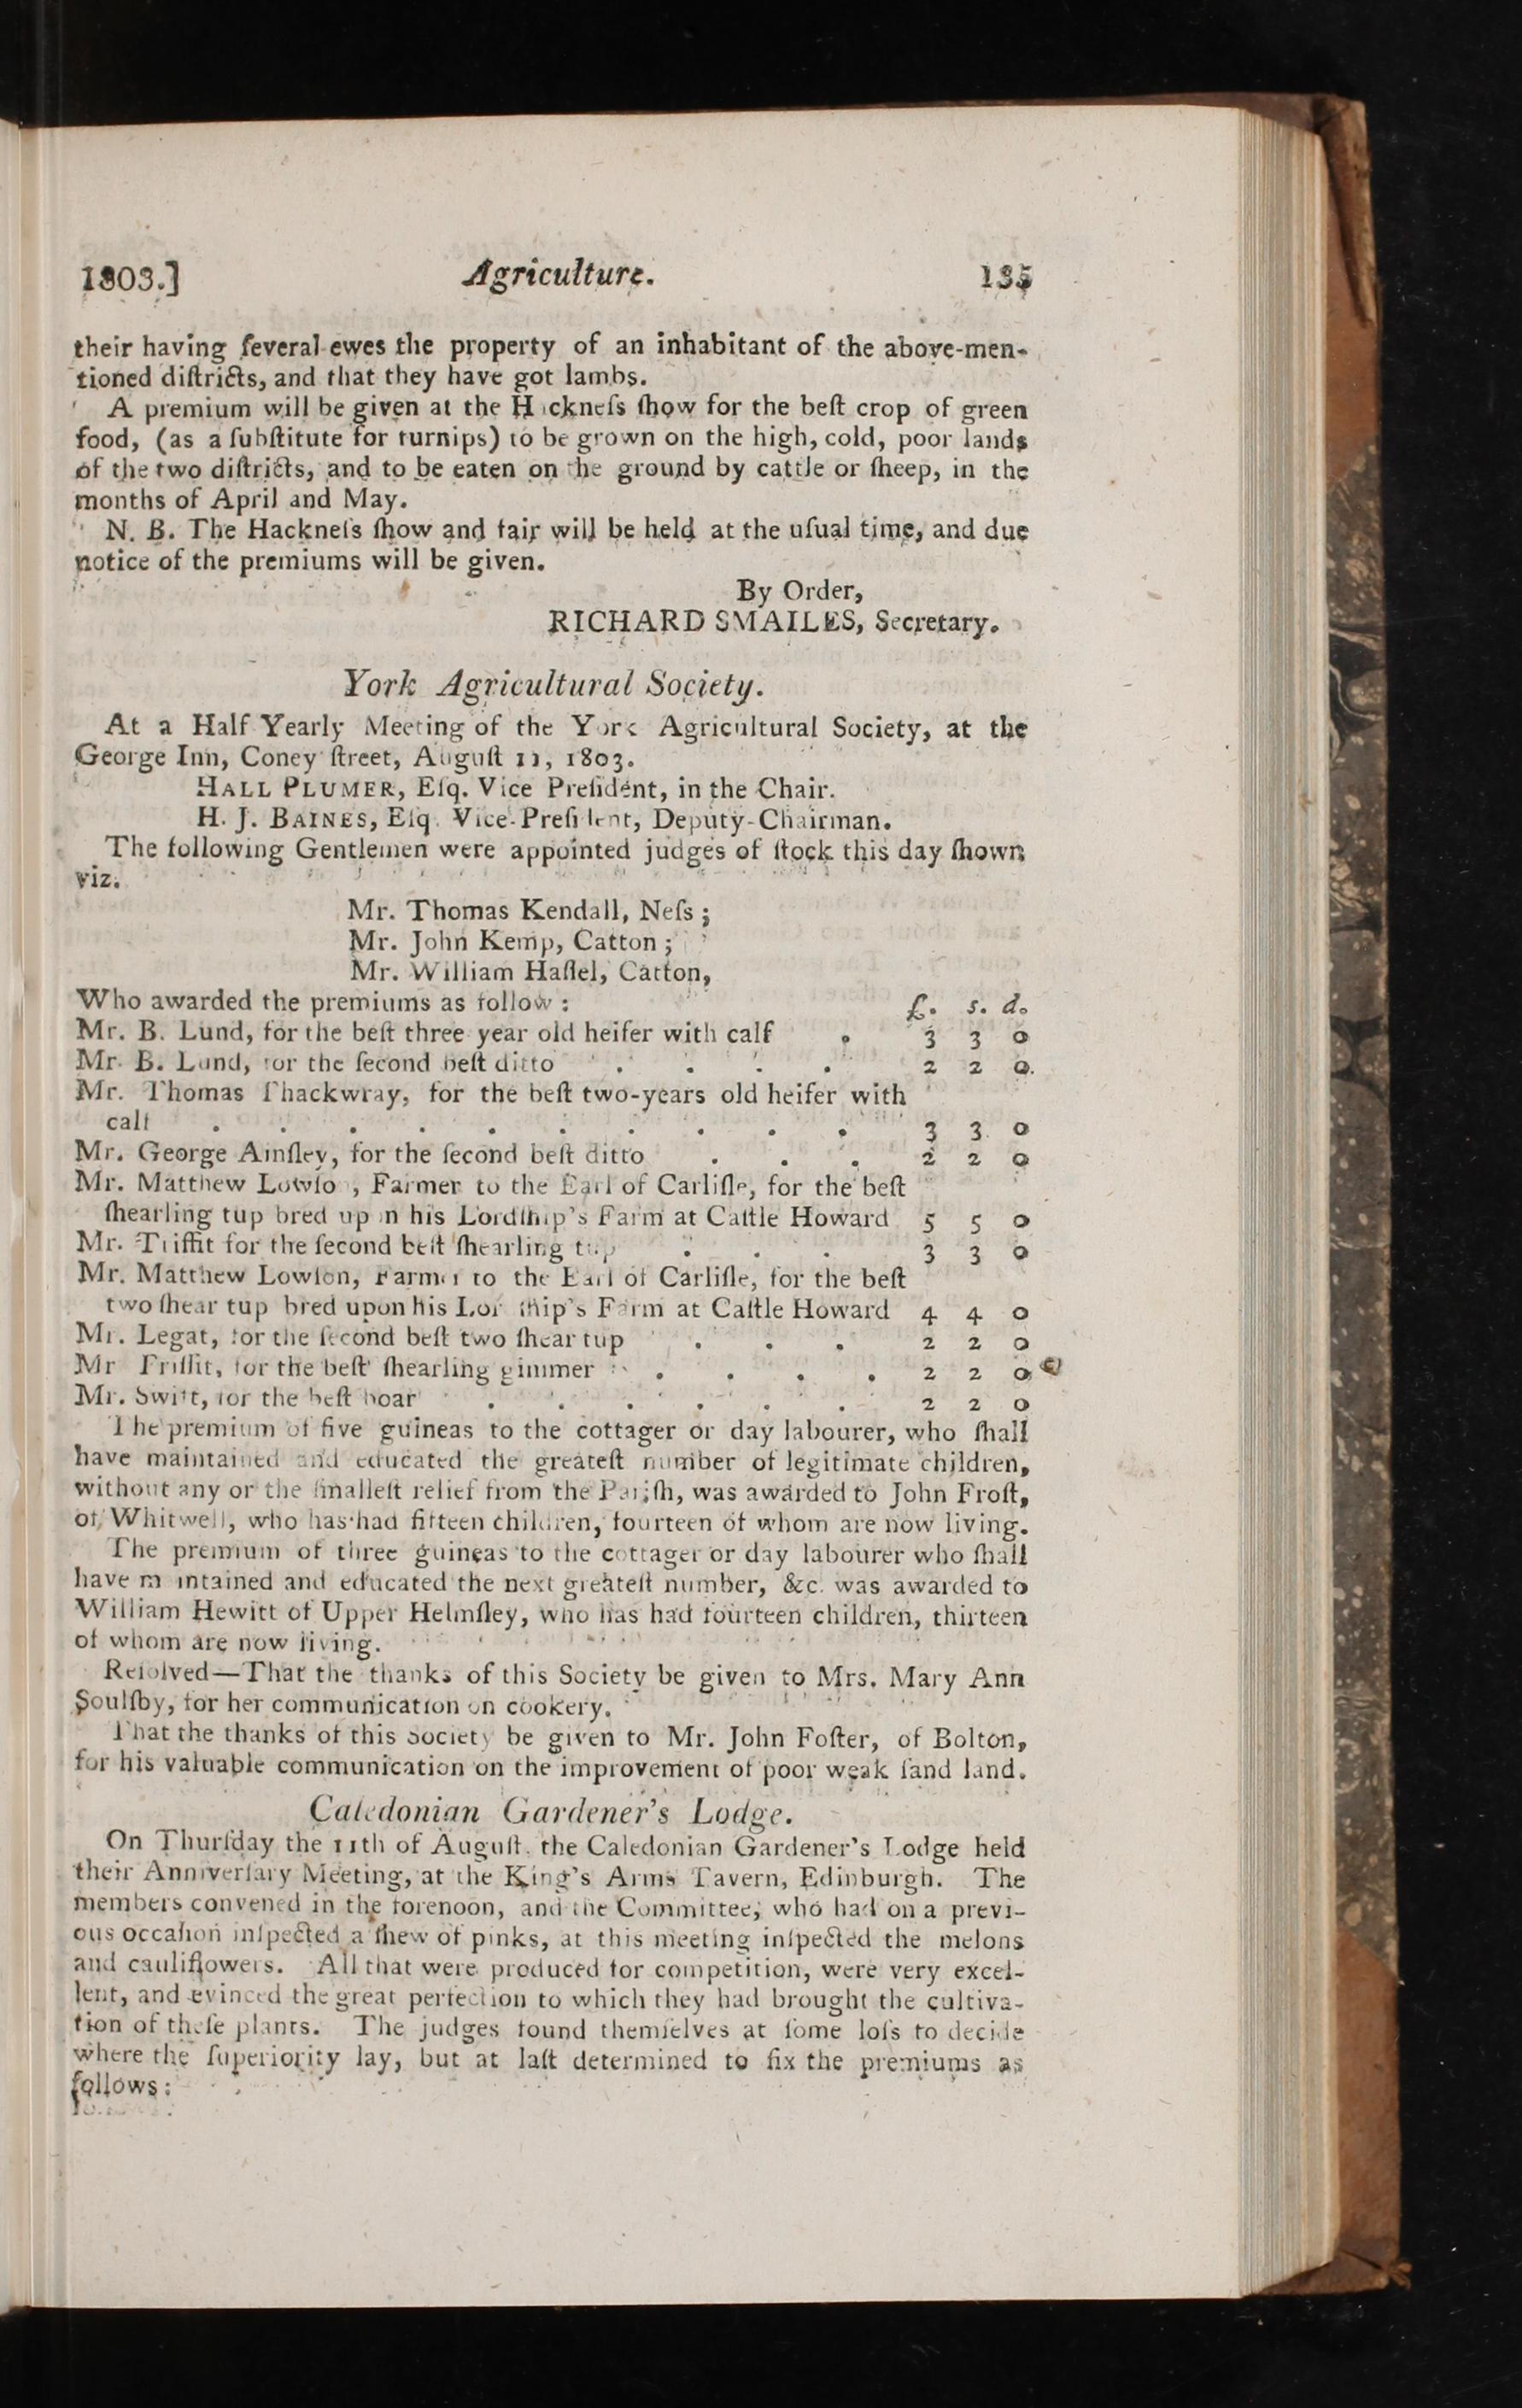 1803.] Agriculture. 135
their having ſeveral ewes the property of an inhabitant of the above-men-
tioned diſtricts, and that they have got lambs.
A premium will be given at the H ckneſs ſhow for the beſt crop of green
food, (as a ſubſtitute for turnips) to be grown on the high, cold, poor lands
of the two diſtricts, and to be eaten on the ground by cattle or ſheep, in the
months of April and May.
N. B. The Hackneſs ſhow and fair will be held at the uſual time, and due
notice of the premiums will be given.
By Order,
RICHARD SMAILES, Secretary.
York Agricultural Society.
At a Half Yearly Meeting of the York Agricultural Society, at the
George Inn, Coney ſtreet, Auguſt 11, 1803.
HALL PLUMER, Eſq. Vice Preſident, in the Chair.
H. J. BAINES, Eſq. Vice-Preſident, Deputy-Chairman.
The following Gentlemen were appointed judges of ſtock this day ſhown
viz.
Mr. Thomas Kendall, Neſs;
Mr. John Kemp, Catton;
Mr. William Haſſel, Catton,
Who awarded the premiums as follow: £. s. d.
Mr. B. Lund, for the beſt three year old heifer with calf . 3 3 0
Mr. B. Lund, for the ſecond beſt ditto . . . . 2 2 0.
Mr. Thomas Thackwray, for the beſt two-years old heifer with
calf . . . . . . . . . . 3 3 0
Mr. George Ainſley, for the ſecond beſt ditto . . . 2 2 0
Mr. Matthew Lowſo , Farmer to the Earl of Carliſle, for the beſt
ſhearling tup bred up n his Lordſhip's Farm at Caſtle Howard 5 5 0
Mr. Triffit for the ſecond beſt ſhearling tup . . . 3 3 0
Mr. Matthew Lowſon, Farmer to the Earl of Carliſle, for the beſt
two ſhear tup bred upon his Lor ſhip's Farm at Caſtle Howard 4 4 0
Mr. Legat, for the ſecond beſt two ſhear tup . . . 2 2 0
Mr Triffit, for the beſt ſhearling gimmer . . . . 2 2 0
Mr. Swift, for the beſt boar . . . . . . 2 2 0
The premium of five guineas to the cottager or day labourer, who ſhall
have maintained and educated the greateſt number of legitimate children,
without any or the ſmalleſt relief from the Pariſh, was awarded to John Froſt,
of Whitwell, who has had fifteen children, fourteen of whom are now living.
The premium of three guineas to the cottager or day labourer who ſhall
have m intained and educated the next greateſt number, &c. was awarded to
William Hewitt of Upper Helmſley, who has had fourteen children, thirteen
of whom are now living.
Reſolved—That the thanks of this Society be given to Mrs. Mary Ann
Soulſby, for her communication on cookery.
That the thanks of this Society be given to Mr. John Foſter, of Bolton,
for his valuable communication on the improvement of poor weak ſand land.
Caledonian Gardener's Lodge.
On Thurſday the 11th of Auguſt, the Caledonian Gardener's Lodge held
their Anniverſary Meeting, at the King's Arms Tavern, Edinburgh. The
members convened in the forenoon, and the Committee, who had on a previ-
ous occaſion inſpected a ſhew of pinks, at this meeting inſpected the melons
and cauliflowers. All that were produced for competition, were very excel-
lent, and evinced the great perfection to which they had brought the cultiva-
tion of theſe plants. The judges found themſelves at ſome loſs to decide
where the ſuperiority lay, but at laſt determined to fix the premiums as
follows: